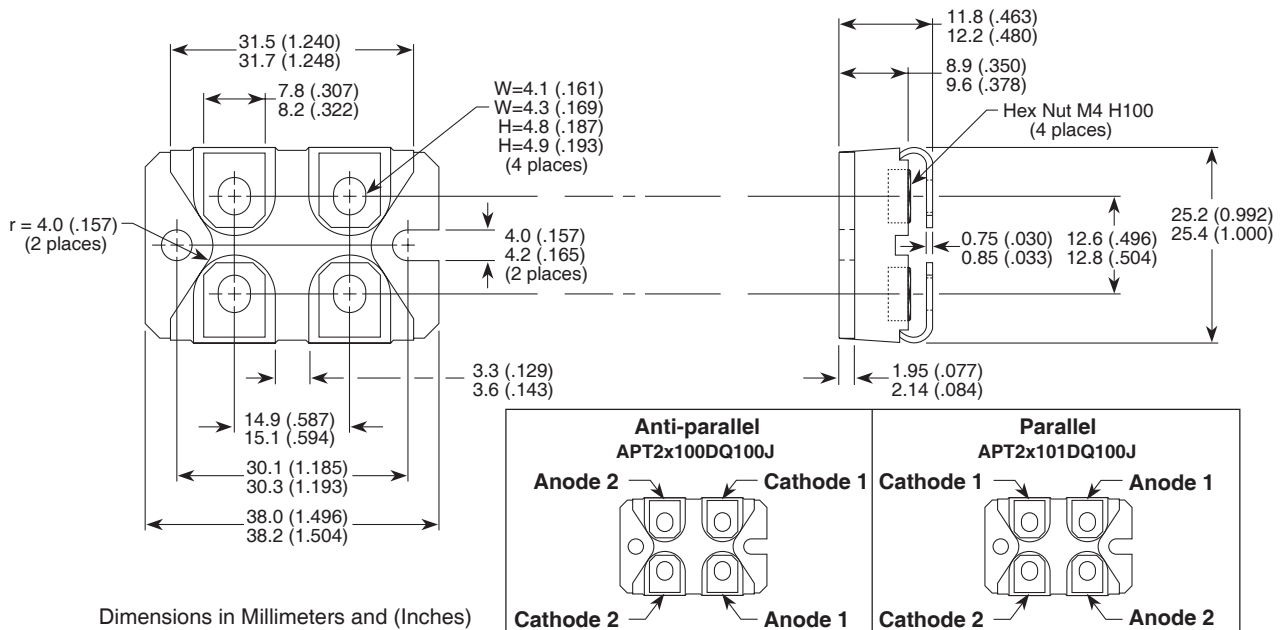 31.5 (1.240)
31.7 (1.248)
7.8 (.307)
8.2 (.322)
W=4.1 (.161)
W=4.3 (.169)
H=4.8 (.187)
H=4.9 (.193)
(4 places)
r = 4.0 (.157)
(2 places)
4.0 (.157)
4.2 (.165)
(2 places)
3.3 (.129)
3.6 (.143)
14.9 (.587)
15.1 (.594)
30.1 (1.185)
30.3 (1.193)
38.0 (1.496)
38.2 (1.504)
11.8 (.463)
12.2 (.480)
8.9 (.350)
9.6 (.378)
Hex Nut M4 H100
(4 places)
0.75 (.030)
0.85 (.033)
12.6 (.496)
12.8 (.504)
25.2 (0.992)
25.4 (1.000)
1.95 (.077)
2.14 (.084)
Anti-parallel
APT2x100DQ100J
Anode 2
Cathode 1
Cathode 2
Anode 1
Parallel
APT2x101DQ100J
Cathode 1
Anode 1
Cathode 2
Anode 2
Dimensions in Millimeters and (Inches)